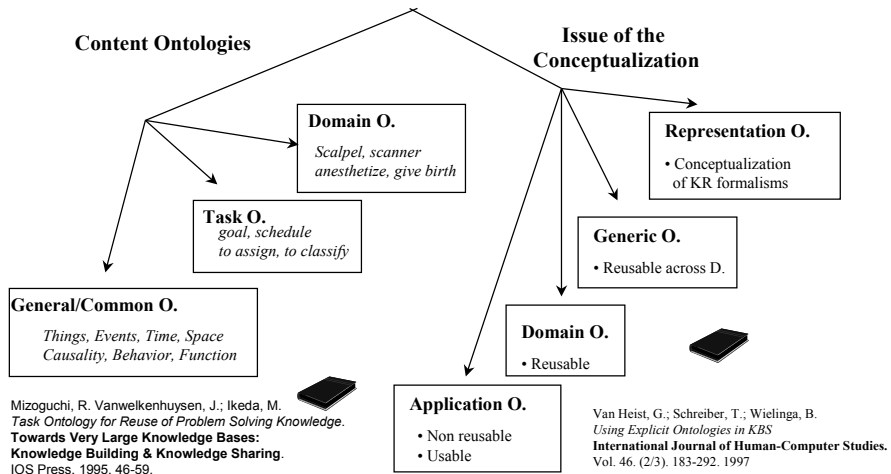 Content Ontologies
Issue of the
Conceptualization
Domain O.
Scalpel, scanner
anesthetize, give birth
Task O.
goal, schedule
to assign, to classify
General/Common O.
Things, Events, Time, Space
Causality, Behavior, Function
Representation O.
• Conceptualization
of KR formalisms
Generic O.
• Reusable across D.
Domain O.
• Reusable
Application O.
• Non reusable
• Usable
Mizoguchi, R. Vanwelkenhuysen, J.; Ikeda, M.
Task Ontology for Reuse of Problem Solving Knowledge.
Towards Very Large Knowledge Bases:
Knowledge Building & Knowledge Sharing.
IOS Press, 1995. 46-59.
Van Heist, G.; Schreiber, T.; Wielinga, B.
Using Explicit Ontologies in KBS
International Journal of Human-Computer Studies.
Vol. 46. (2/3). 183-292. 1997